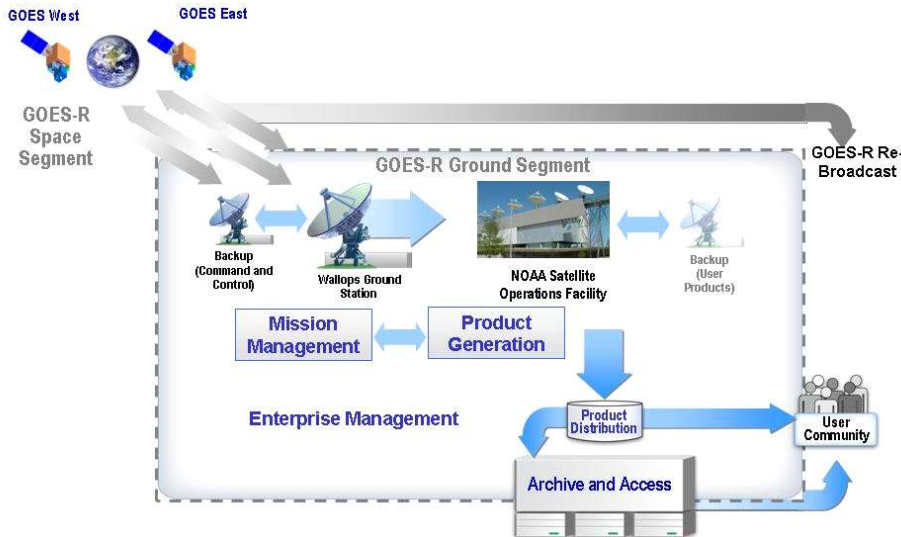 GOES West
GOES East
GOES-R
Space
Segment
GOES-R Ground Segment
GOES-R Re-
Broadcast
Backup
(Command and
Control)
Wallops Ground
Station
NOAA Satellite
Operations Facility
Backup
(User
Products)
Mission
Management
Product
Generation
Enterprise Management
Product
Distribution
User
Community
Archive and Access